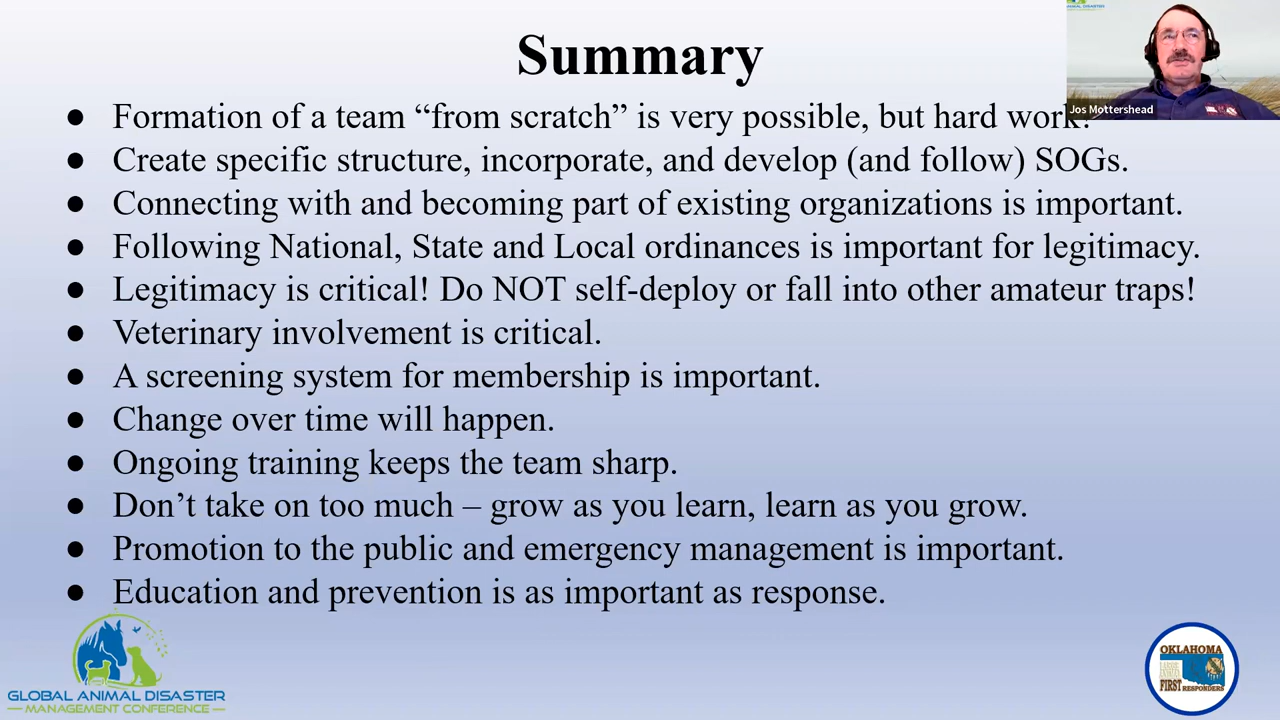 Summary
● Formation of a team “from scratch” is very possible, but hard work!
● Create specific structure, incorporate, and develop (and follow) SOGs.
● Connecting with and becoming part of existing organizations is important.
● Following National, State and Local ordinances is important for legitimacy.
● Legitimacy is critical! Do NOT self-deploy or fall into other amateur traps!
● Veterinary involvement is critical.
● A screening system for membership is important.
● Change over time will happen.
● Ongoing training keeps the team sharp.
● Don’t take on too much – grow as you learn, learn as you grow.
● Promotion to the public and emergency management is important.
● Education and prevention is as important as response.
Jos Mottershead
GLOBAL ANIMAL DISASTER
MANAGEMENT CONFERENCE
OKLAHOMA
FIRST RESPONDERS